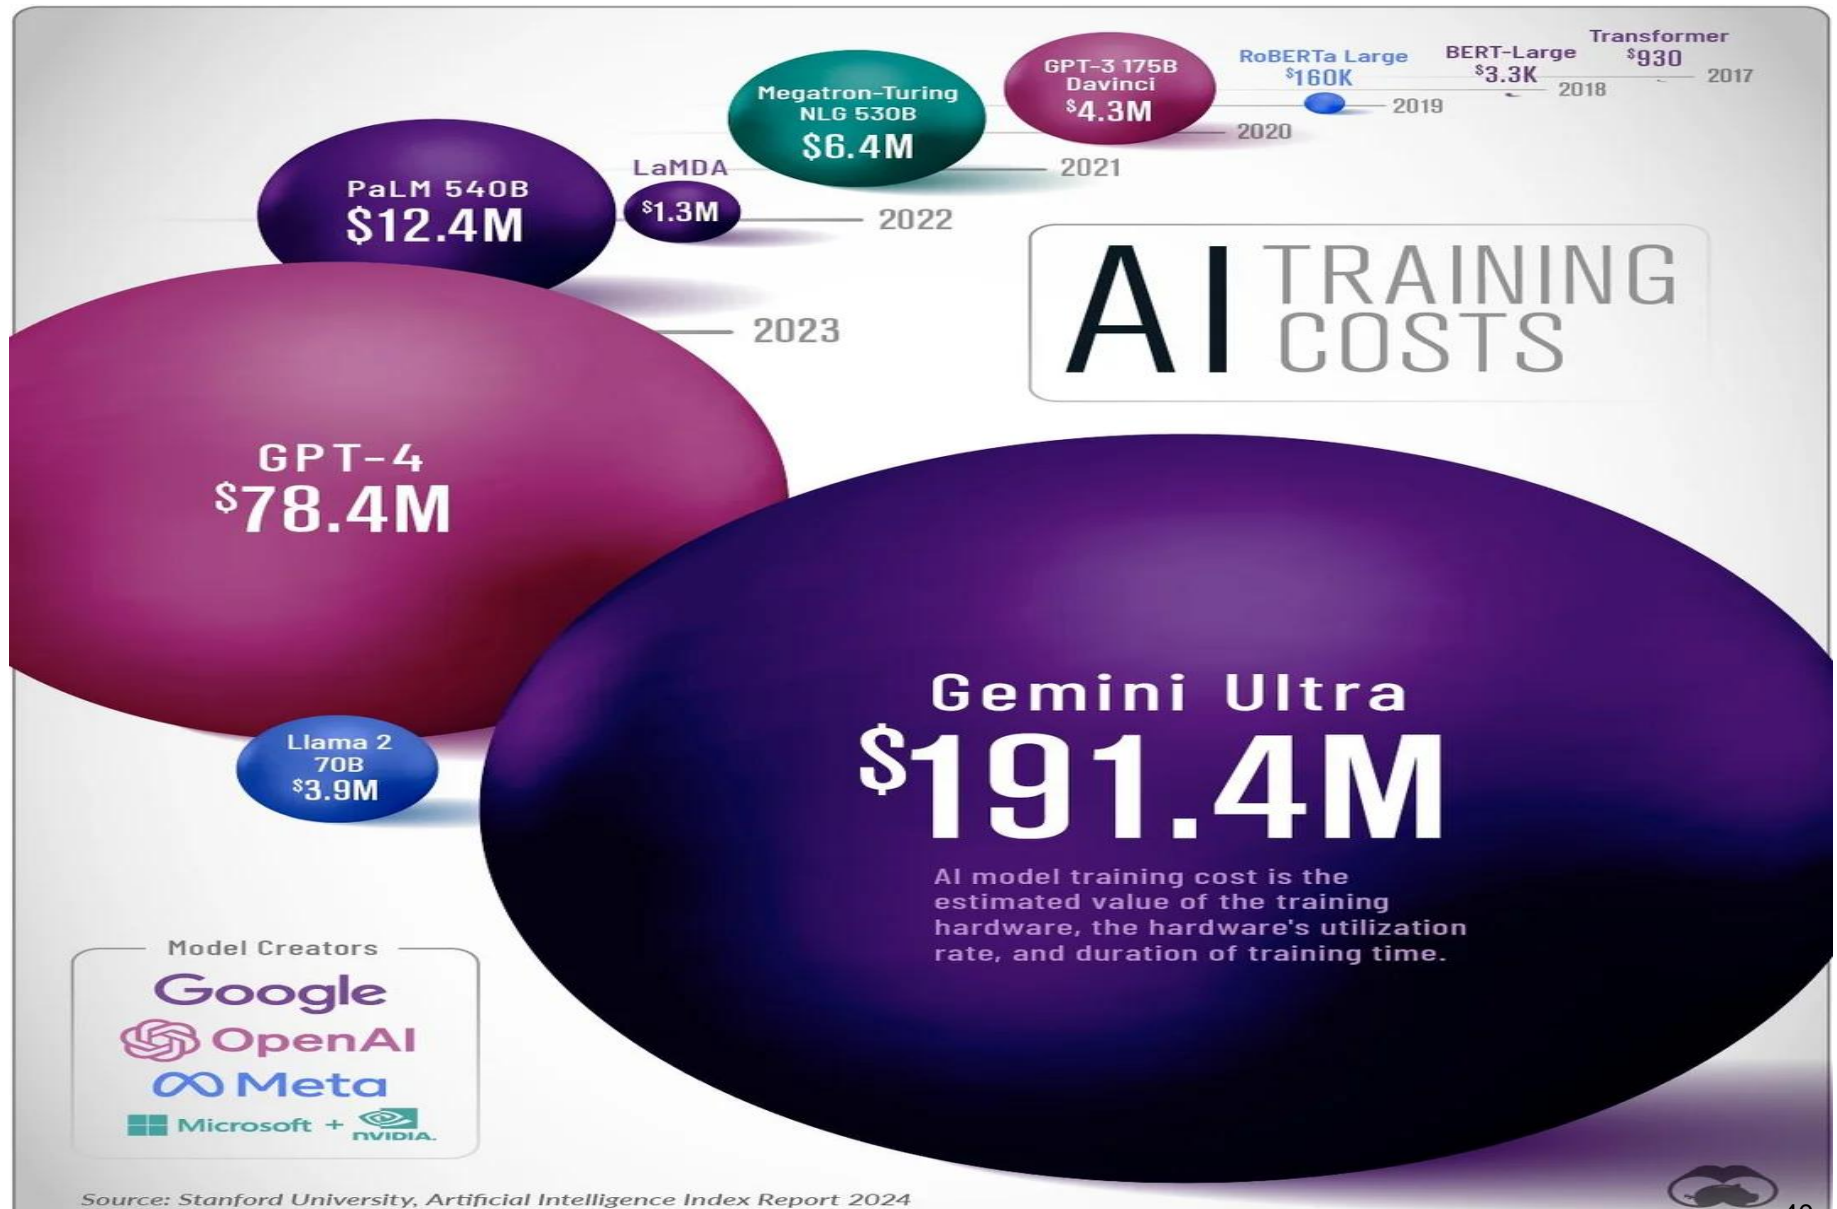 Transformer
$930
2017
BERT-Large
$3.3K
2018
RoBERTa Large
$160K
2019
GPT-3 175B
Davinci
$4.3M
2020
Megatron-Turing
NLG 530B
$6.4M
2021
LaMDA
$1.3M
2022
PaLM 540B
$12.4M
2023
AI TRAINING
COSTS
GPT-4
$78.4M
Gemini Ultra
$191.4M
AI model training cost is the
estimated value of the training
hardware, the hardware's utilization
rate, and duration of training time.
Llama 2
70B
$3.9M
Model Creators
Google
OpenAI
Meta
Microsoft + NVIDIA.
Source: Stanford University, Artificial Intelligence Index Report 2024